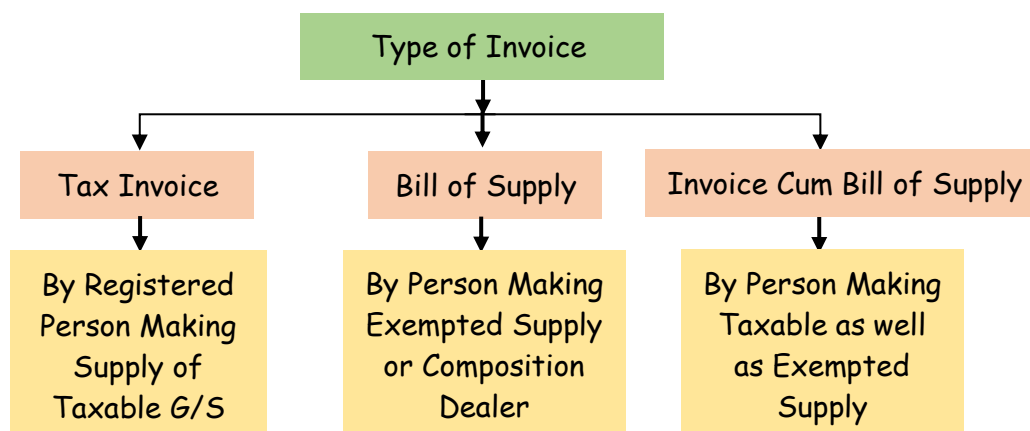 Type of Invoice
Tax Invoice
Bill of Supply
Invoice Cum Bill of Supply
By Registered
Person Making
Supply of
Taxable G/S
By Person Making
Exempted Supply
or Composition
Dealer
By Person Making
Taxable as well
as Exempted
Supply